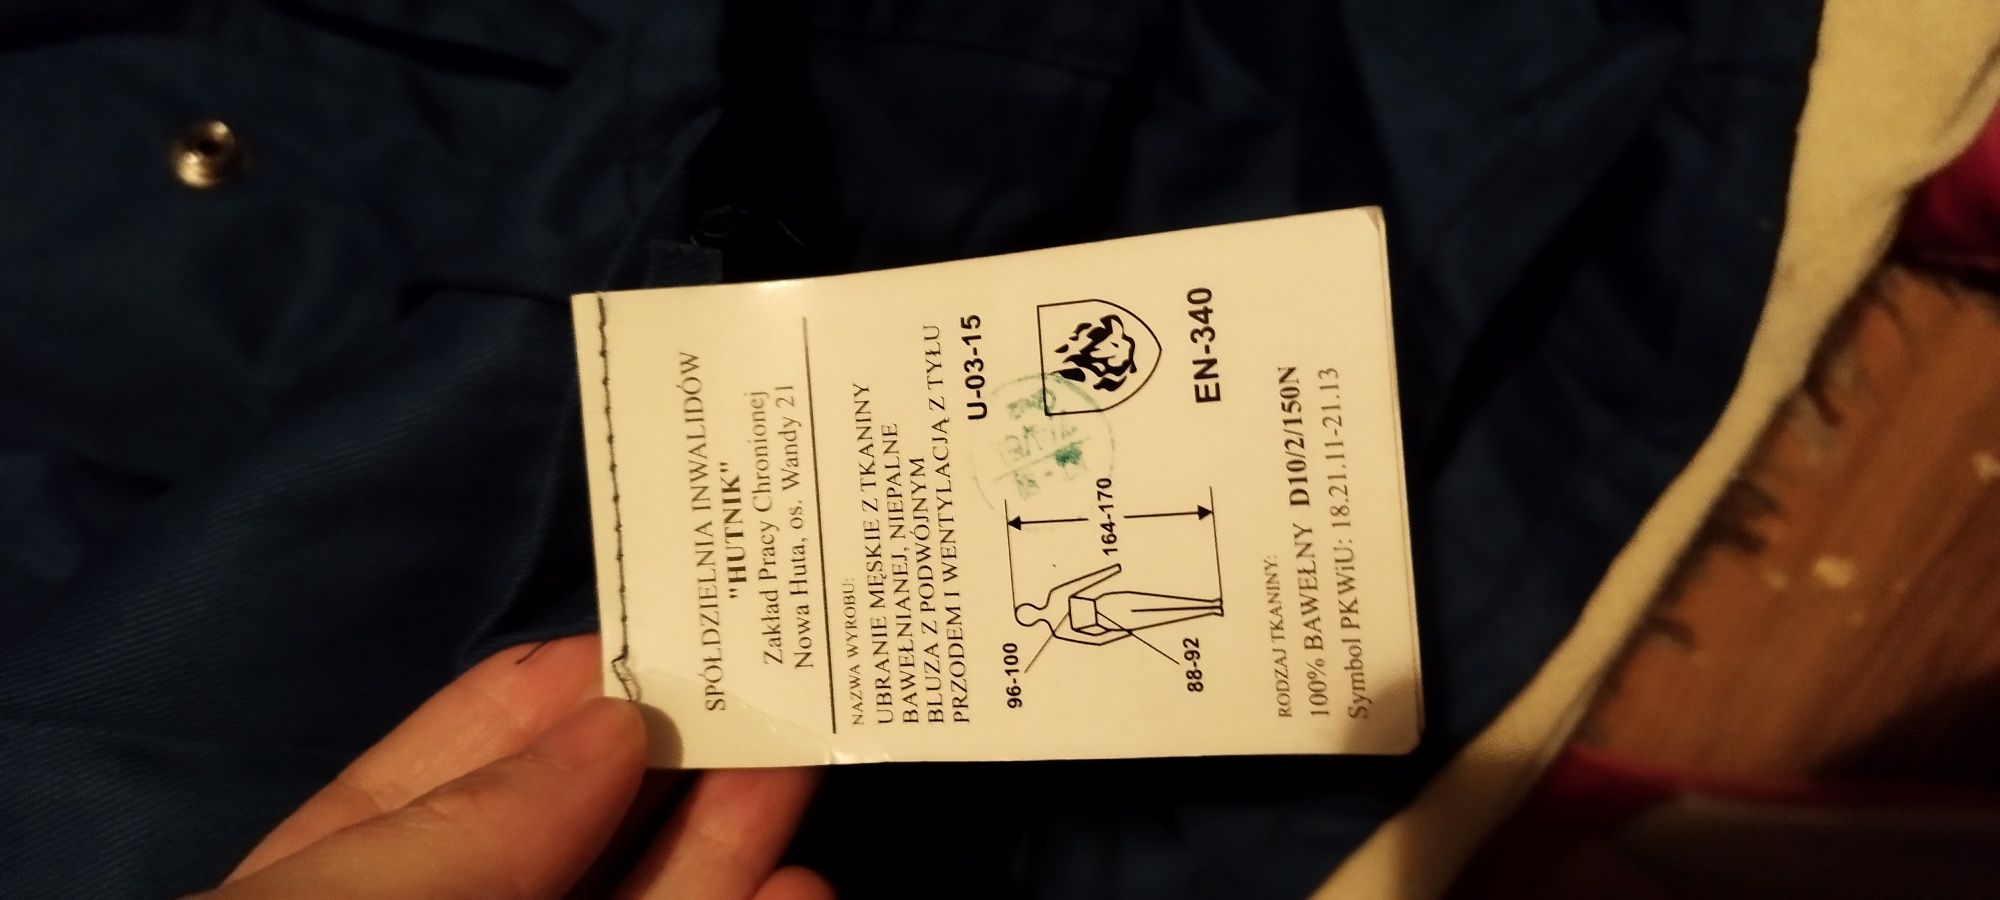 SPÓŁDZIELNIA INWALIDÓW
"HUTNIK"
Zakład Pracy Chronionej
Nowa Huta, os. Wandy 21
NAZWA WYROBU:
UBRANIE MĘSKIE Z TKANINY
BAWEŁNIANEJ, NIEPALNE
BLUZA Z PODWÓJNYM
PRZODEM I WENTYLACJĄ Z TYŁU
U-03-15
96-100
164-170
88-92
EN-340
RODZAJ TKANINY:
100% BAWEŁNY D10/2/150N
Symbol PKWiU: 18.21.11-21.13